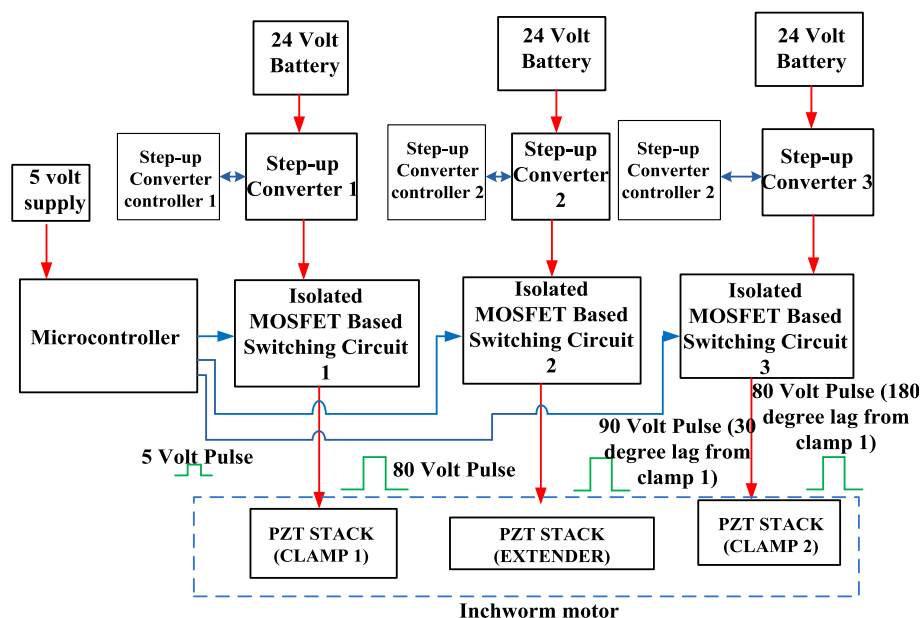 24 Volt
Battery
24 Volt
Battery
24 Volt
Battery
5 volt
supply
Step-up
Converter
controller 1
Step-up
Converter 1
Step-up
Converter
controller 2
Step-up
Converter
2
Step-up
Converter
controller 2
Step-up
Converter 3
Microcontroller
Isolated
MOSFET Based
Switching Circuit
1
Isolated
MOSFET Based
Switching Circuit
2
Isolated
MOSFET Based
Switching Circuit
3
5 Volt Pulse
80 Volt Pulse
90 Volt Pulse (30
degree lag from
clamp 1)
80 Volt Pulse (180
degree lag from
clamp 1)
PZT STACK
(CLAMP 1)
PZT STACK
(EXTENDER)
PZT STACK
(CLAMP 2)
Inchworm motor